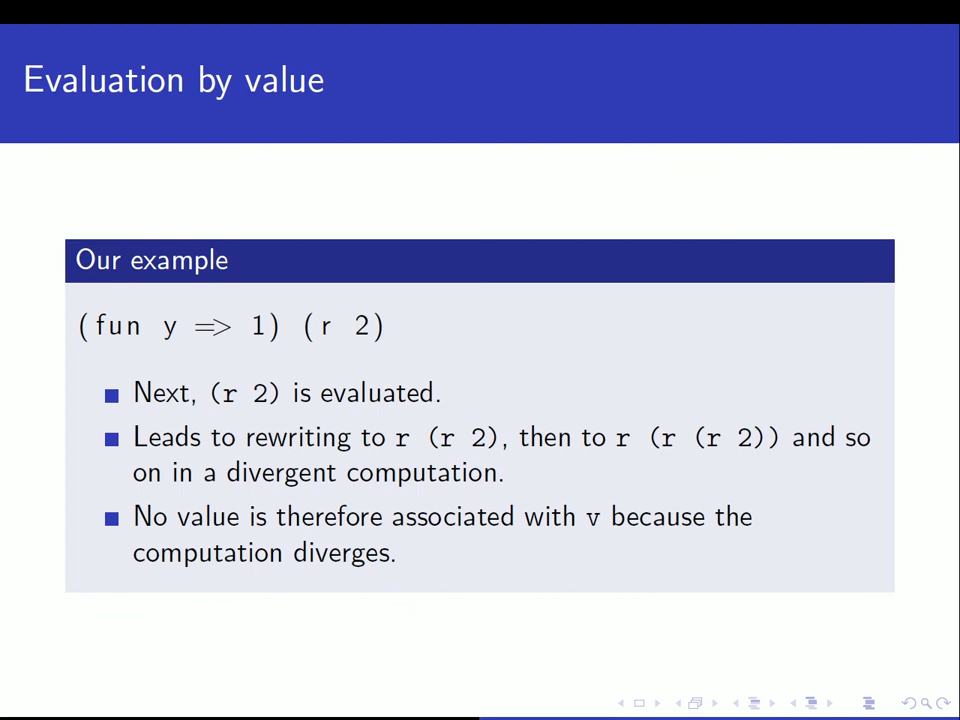 Evaluation by value
Our example
(fun y => 1) (r 2)
Next, (r 2) is evaluated.
Leads to rewriting to r (r 2), then to r (r (r 2)) and so
on in a divergent computation.
No value is therefore associated with v because the
computation diverges.